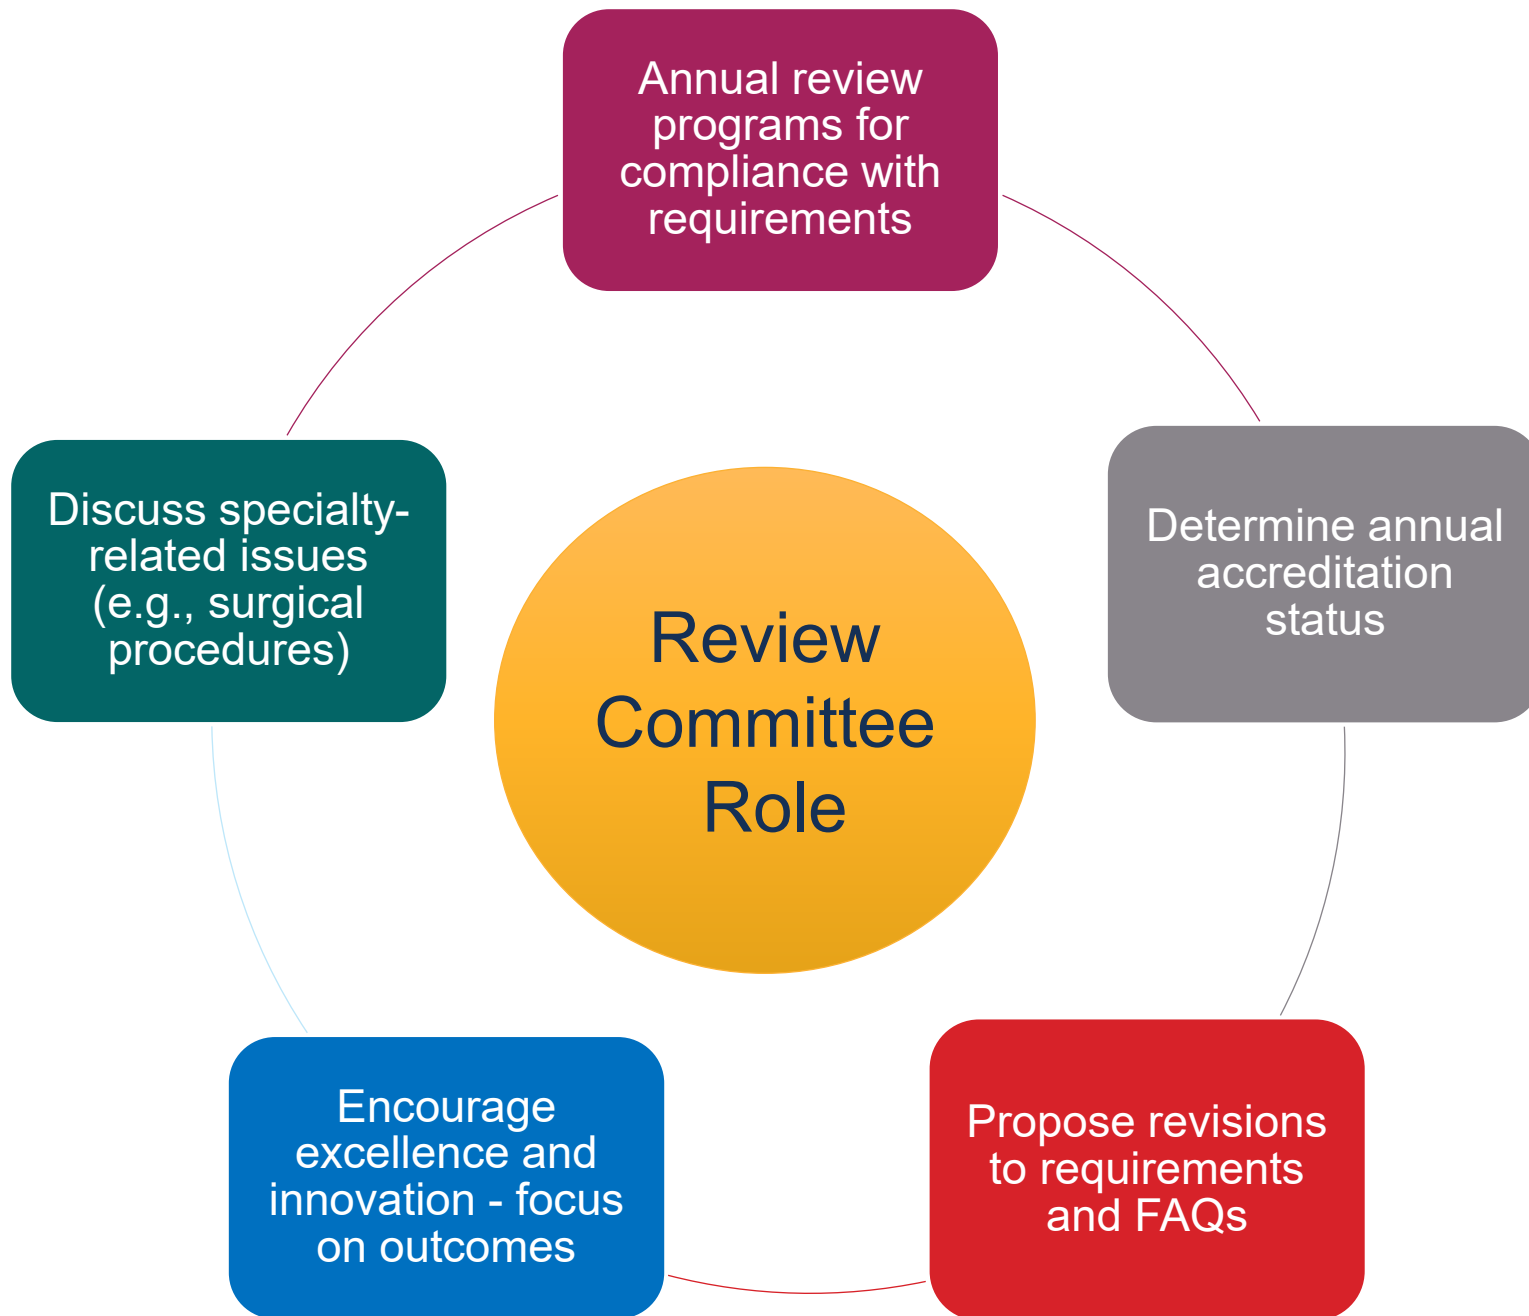 Annual review
programs for
compliance with
requirements
Determine annual
accreditation
status
Propose revisions
to requirements
and FAQs
Encourage
excellence and
innovation - focus
on outcomes
Discuss specialty-
related issues
(e.g., surgical
procedures)
Review
Committee
Role